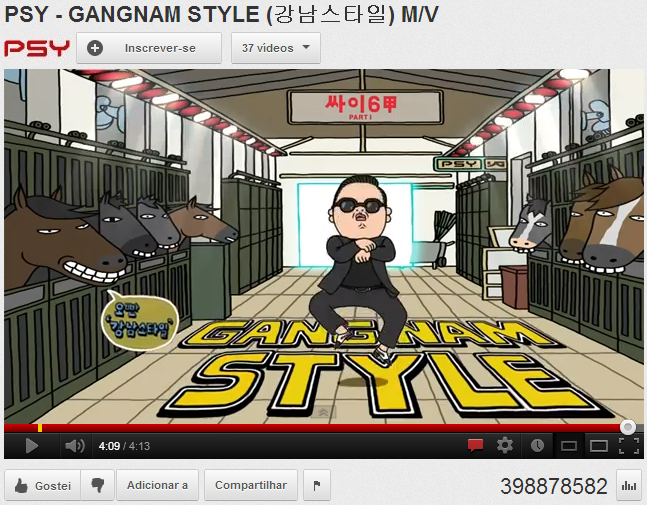 PSY - GANGNAM STYLE (강남스타일) M/V
PSY
Inscrever-se
37 vídeos
싸이6甲
PART 1
PSY 싸
오빤
'강남스타일'
GANGNAM
STYLE
4:09 / 4:13
Gostei
Adicionar a
Compartilhar
398878582